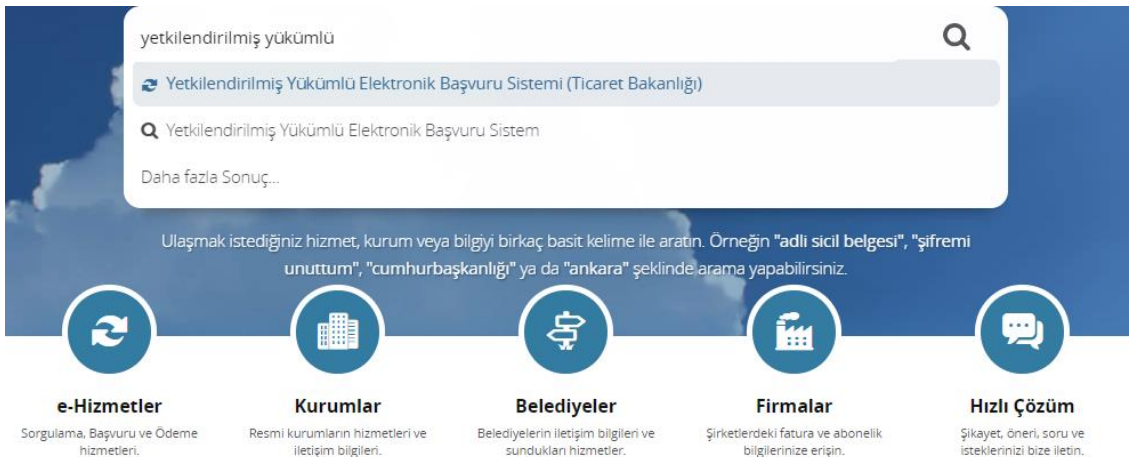 yetkilendirilmiş yükümlü
Yetkilendirilmiş Yükümlü Elektronik Başvuru Sistemi (Ticaret Bakanlığı)
Yetkilendirilmiş Yükümlü Elektronik Başvuru Sistem
Daha fazla Sonuç...
Ulaşmak istediğiniz hizmet, kurum veya bilgiyi birkaç basit kelime ile aratın. Örneğin "adli sicil belgesi", "şifremi
unuttum", "cumhurbaşkanlığı" ya da "ankara" şeklinde arama yapabilirsiniz.
e-Hizmetler
Sorgulama, Başvuru ve Ödeme
hizmetleri.
Kurumlar
Resmi kurumların hizmetleri ve
iletişim bilgileri.
Belediyeler
Belediyelerin iletişim bilgileri ve
sundukları hizmetler.
Firmalar
Şirketlerdeki fatura ve abonelik
bilgilerinize erişin.
Hızlı Çözüm
Şikayet, öneri, soru ve
isteklerinizi bize iletin.